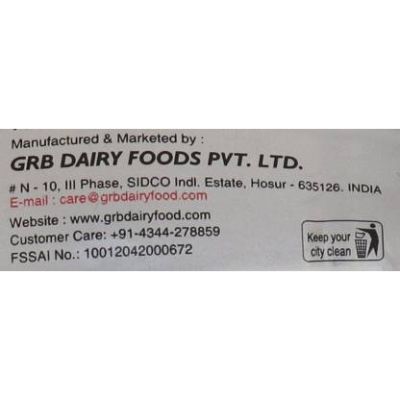 Manufactured & Marketed by :
GRB DAIRY FOODS PVT. LTD.
# N - 10, III Phase, SIDCO Indl. Estate, Hosur - 635126. INDIA
E-mail : care@grbdairyfood.com
Website : www.grbdairyfood.com
Customer Care: +91-4344-278859
FSSAI No.: 10012042000672
Keep your
city clean